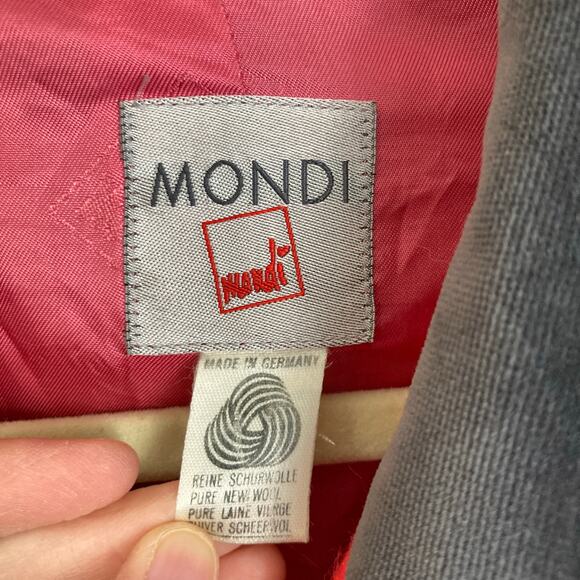 MONDI
mondi
MADE IN GERMANY
REINE SCHURWOLLE
PURE NEW WOOL
PURE LAINE VIERGE
ZUIVER SCHEERWOL